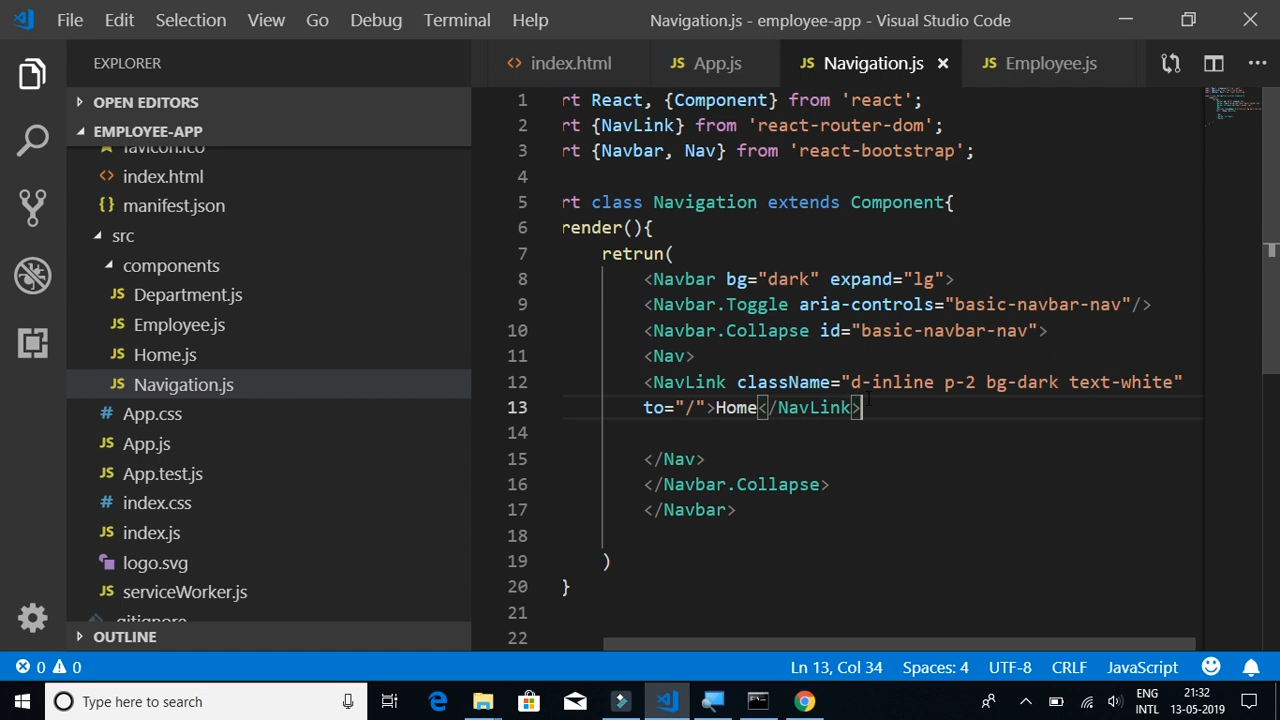 File Edit Selection View Go Debug Terminal Help Navigation.js - employee-app - Visual Studio Code
EXPLORER
index.html App.js Navigation.js Employee.js
OPEN EDITORS
EMPLOYEE-APP
favicon.ico
index.html
manifest.json
src
components
Department.js
Employee.js
Home.js
Navigation.js
App.css
App.js
App.test.js
index.css
index.js
logo.svg
serviceWorker.js
.gitignore
OUTLINE
1 rt React, {Component} from 'react';
2 rt {NavLink} from 'react-router-dom';
3 rt {Navbar, Nav} from 'react-bootstrap';
4
5 rt class Navigation extends Component{
6 render(){
7 retrun(
8 <Navbar bg="dark" expand="lg">
9 <Navbar.Toggle aria-controls="basic-navbar-nav"/>
10 <Navbar.Collapse id="basic-navbar-nav">
11 <Nav>
12 <NavLink className="d-inline p-2 bg-dark text-white"
13 to="/">Home</NavLink>
14
15 </Nav>
16 </Navbar.Collapse>
17 </Navbar>
18
19 )
20 }
21
22
0 0 Ln 13, Col 34 Spaces: 4 UTF-8 CRLF JavaScript
Type here to search
ENG
INTL
21:32
13-05-2019